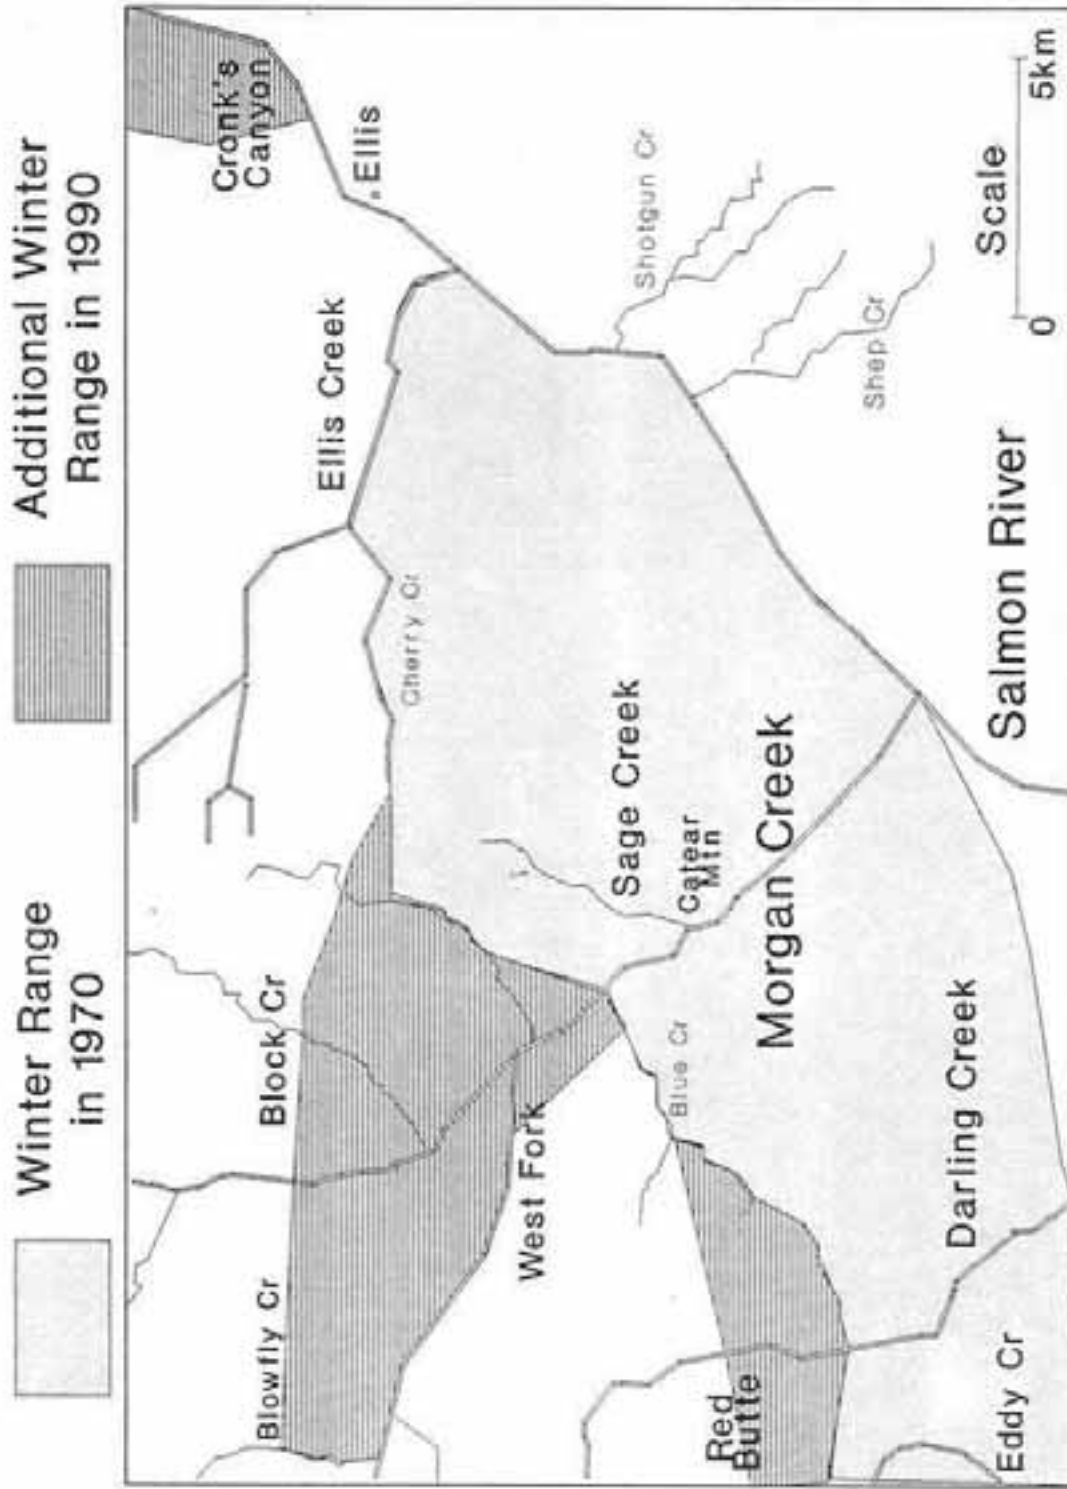 Winter Range
in 1970
Additional Winter
Range in 1990
Cronk's
Canyon
Ellis
Ellis Creek
Shotgun Cr
Cherry Cr
Block Cr
Blowfly Cr
Sage Creek
Catear
Mtn
Shep Cr
West Fork
Blue Cr
Morgan Creek
Red
Butte
Darling Creek
Eddy Cr
Salmon River
Scale
0
5km